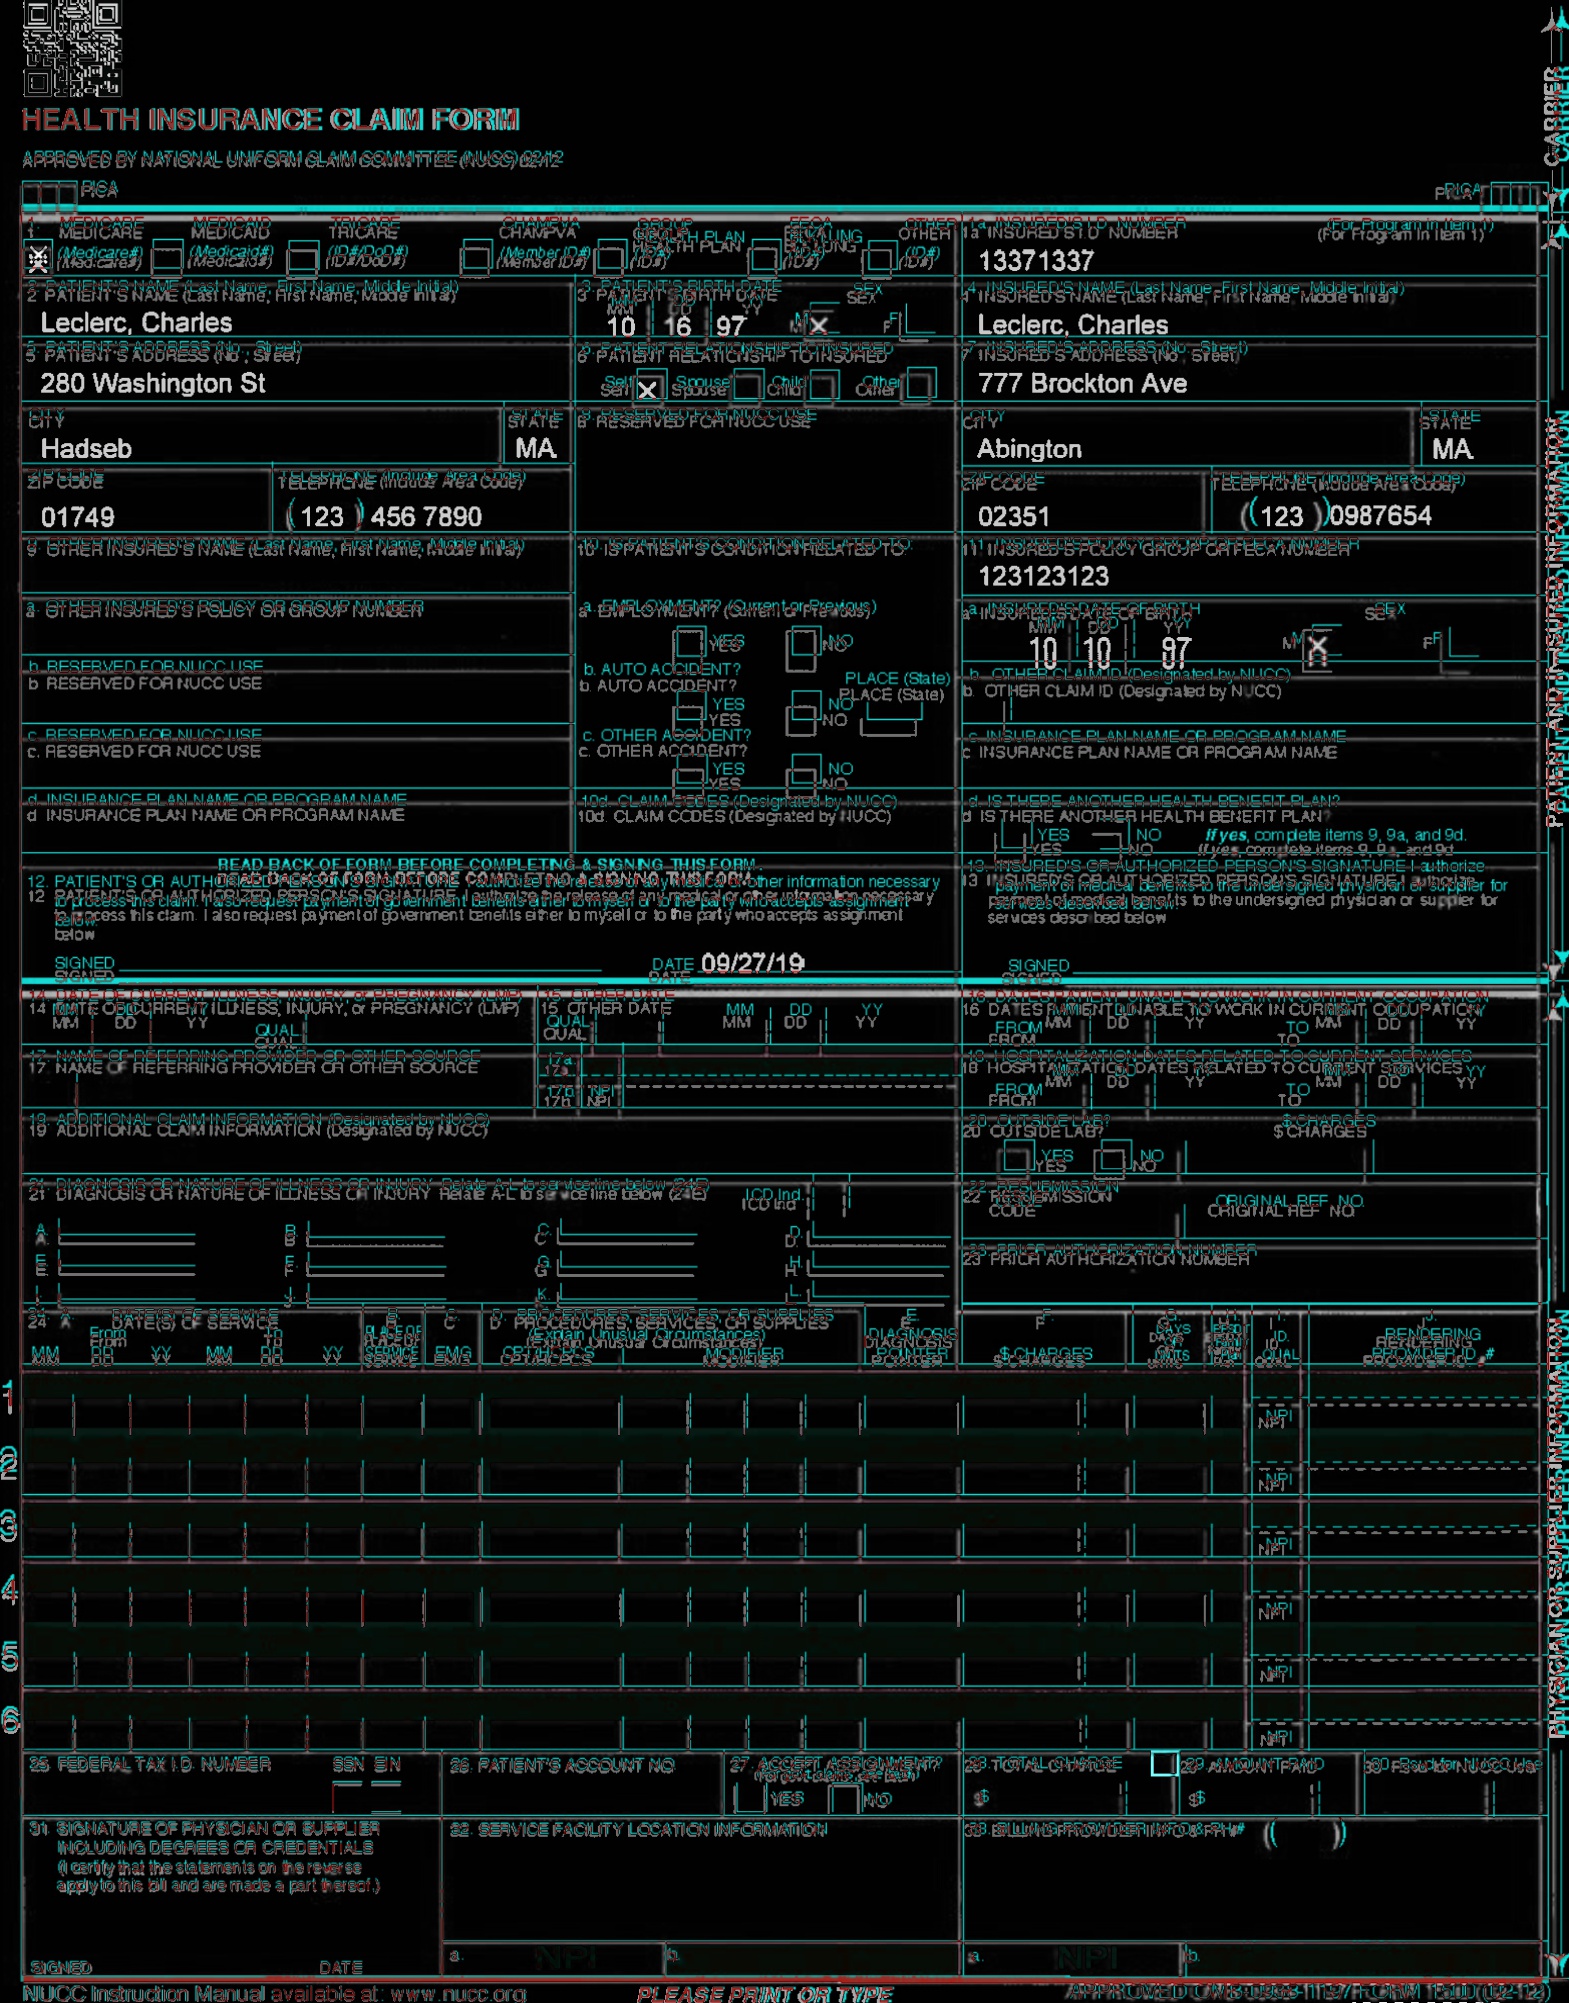 HEALTH INSURANCE CLAIM FORM
APPROVED BY NATIONAL UNIFORM CLAIM COMMITTEE (NUCC) 02/12
PICA PICA
CARRIER
1. MEDICARE MEDICAID TRICARE CHAMPVA GROUP HEALTH PLAN FECA BLK LUNG OTHER
(Medicare#) (Medicaid#) (ID#/DoD#) (Member ID#) (ID#) (ID#) (ID#)
1a. INSURED'S I.D. NUMBER (For Program in Item 1)
13371337
2. PATIENT'S NAME (Last Name, First Name, Middle Initial)
Leclerc, Charles
3. PATIENT'S BIRTH DATE SEX
MM DD YY
10 16 97 M X F
4. INSURED'S NAME (Last Name, First Name, Middle Initial)
Leclerc, Charles
5. PATIENT'S ADDRESS (No., Street)
280 Washington St
6. PATIENT RELATIONSHIP TO INSURED
Self X Spouse Child Other
7. INSURED'S ADDRESS (No., Street)
777 Brockton Ave
CITY STATE
Hadseb MA
8. RESERVED FOR NUCC USE
CITY STATE
Abington MA
ZIP CODE TELEPHONE (Include Area Code)
01749 (123) 456 7890
ZIP CODE TELEPHONE (Include Area Code)
02351 (123)0987654
9. OTHER INSURED'S NAME (Last Name, First Name, Middle Initial)
10. IS PATIENT'S CONDITION RELATED TO:
11. INSURED'S POLICY GROUP OR FECA NUMBER
123123123
a. OTHER INSURED'S POLICY OR GROUP NUMBER
a. EMPLOYMENT? (Current or Previous)
YES NO
a. INSURED'S DATE OF BIRTH SEX
MM DD YY
10 10 97 M X F
b. RESERVED FOR NUCC USE
b. AUTO ACCIDENT? PLACE (State)
YES NO
b. OTHER CLAIM ID (Designated by NUCC)
c. RESERVED FOR NUCC USE
c. OTHER ACCIDENT?
YES NO
c. INSURANCE PLAN NAME OR PROGRAM NAME
d. INSURANCE PLAN NAME OR PROGRAM NAME
10d. CLAIM CODES (Designated by NUCC)
d. IS THERE ANOTHER HEALTH BENEFIT PLAN?
YES NO If yes, complete items 9, 9a, and 9d.
READ BACK OF FORM BEFORE COMPLETING & SIGNING THIS FORM.
12. PATIENT'S OR AUTHORIZED PERSON'S SIGNATURE I authorize the release of any medical or other information necessary
to process this claim. I also request payment of government benefits either to myself or to the party who accepts assignment
below.
SIGNED DATE 09/27/19
13. INSURED'S OR AUTHORIZED PERSON'S SIGNATURE I authorize
payment of medical benefits to the undersigned physician or supplier for
services described below.
SIGNED
PATIENT AND INSURED INFORMATION
14. DATE OF CURRENT ILLNESS, INJURY, or PREGNANCY (LMP)
MM DD YY QUAL.
15. OTHER DATE
QUAL. MM DD YY
16. DATES PATIENT UNABLE TO WORK IN CURRENT OCCUPATION
FROM MM DD YY TO MM DD YY
17. NAME OF REFERRING PROVIDER OR OTHER SOURCE
17a.
17b. NPI
18. HOSPITALIZATION DATES RELATED TO CURRENT SERVICES
FROM MM DD YY TO MM DD YY
19. ADDITIONAL CLAIM INFORMATION (Designated by NUCC)
20. OUTSIDE LAB? $ CHARGES
YES NO
21. DIAGNOSIS OR NATURE OF ILLNESS OR INJURY Relate A-L to service line below (24E) ICD Ind.
A. B. C. D.
E. F. G. H.
I. J. K. L.
22. RESUBMISSION CODE ORIGINAL REF. NO.
23. PRIOR AUTHORIZATION NUMBER
24. A. DATE(S) OF SERVICE B. C. D. PROCEDURES, SERVICES, OR SUPPLIES E. F. G. H. I. J.
From To PLACE OF SERVICE EMG (Explain Unusual Circumstances) DIAGNOSIS POINTER $ CHARGES DAYS OR UNITS ID. QUAL. RENDERING PROVIDER ID. #
MM DD YY MM DD YY CPT/HCPCS MODIFIER
1 NPI
2 NPI
3 NPI
4 NPI
5 NPI
6 NPI
PHYSICIAN OR SUPPLIER INFORMATION
25. FEDERAL TAX I.D. NUMBER SSN EIN
26. PATIENT'S ACCOUNT NO.
27. ACCEPT ASSIGNMENT?
YES NO
28. TOTAL CHARGE
$
29. AMOUNT PAID
$
30. Rsvd for NUCC Use
31. SIGNATURE OF PHYSICIAN OR SUPPLIER
INCLUDING DEGREES OR CREDENTIALS
(I certify that the statements on the reverse
apply to this bill and are made a part thereof.)
SIGNED DATE
32. SERVICE FACILITY LOCATION INFORMATION
a. NPI b.
33. BILLING PROVIDER INFO & PH# ( )
a. NPI b.
NUCC Instruction Manual available at: www.nucc.org
PLEASE PRINT OR TYPE
APPROVED OMB-0938-1197 FORM 1500 (02-12)